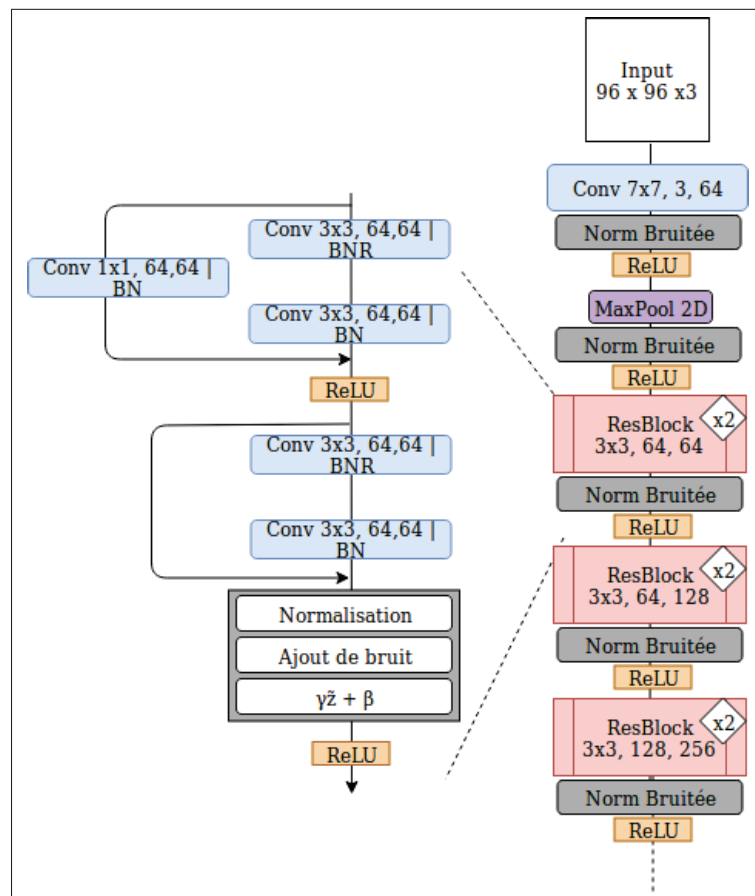 Conv 3x3, 64,64 |
BNR
Conv 1x1, 64,64 |
BN
Conv 3x3, 64,64 |
BN
ReLU
Conv 3x3, 64,64 |
BNR
Conv 3x3, 64,64 |
BN
Normalisation
Ajout de bruit
γz̃ + β
ReLU
Input
96 x 96 x3
Conv 7x7, 3, 64
Norm Bruitée
ReLU
MaxPool 2D
Norm Bruitée
ReLU
x2
ResBlock
3x3, 64, 64
Norm Bruitée
ReLU
x2
ResBlock
3x3, 64, 128
Norm Bruitée
ReLU
x2
ResBlock
3x3, 128, 256
Norm Bruitée
ReLU